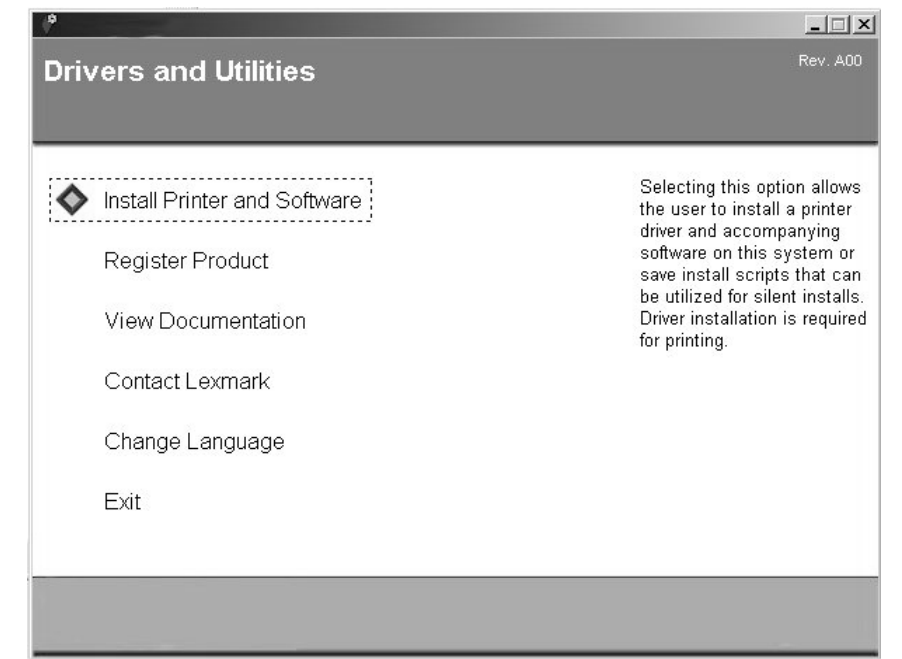 Drivers and Utilities
Rev. A00
Install Printer and Software
Register Product
View Documentation
Contact Lexmark
Change Language
Exit
Selecting this option allows
the user to install a printer
driver and accompanying
software on this system or
save install scripts that can
be utilized for silent installs.
Driver installation is required
for printing.